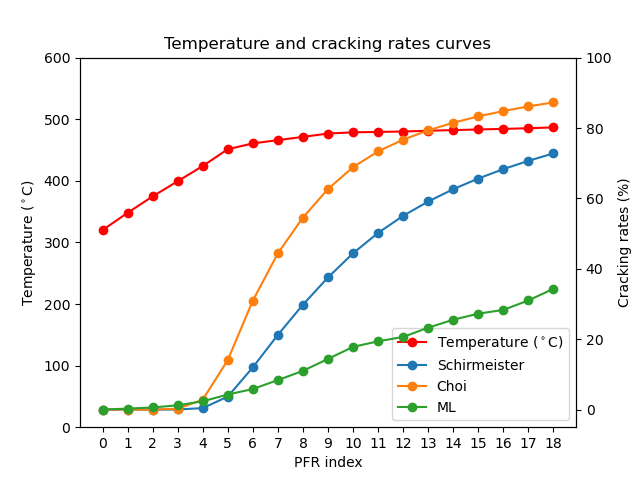 Temperature and cracking rates curves
600
500
400
300
200
100
0
Temperature (°C)
100
80
60
40
20
0
Cracking rates (%)
Temperature (°C)
Schirmeister
Choi
ML
0 1 2 3 4 5 6 7 8 9 10 11 12 13 14 15 16 17 18
PFR index